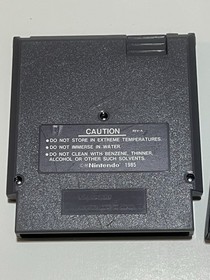 CAUTION REV-A
•DO NOT STORE IN EXTREME TEMPERATURES.
•DO NOT IMMERSE IN WATER.
•DO NOT CLEAN WITH BENZENE, THINNER,
ALCOHOL OR OTHER SUCH SOLVENTS.
©Nintendo 1985